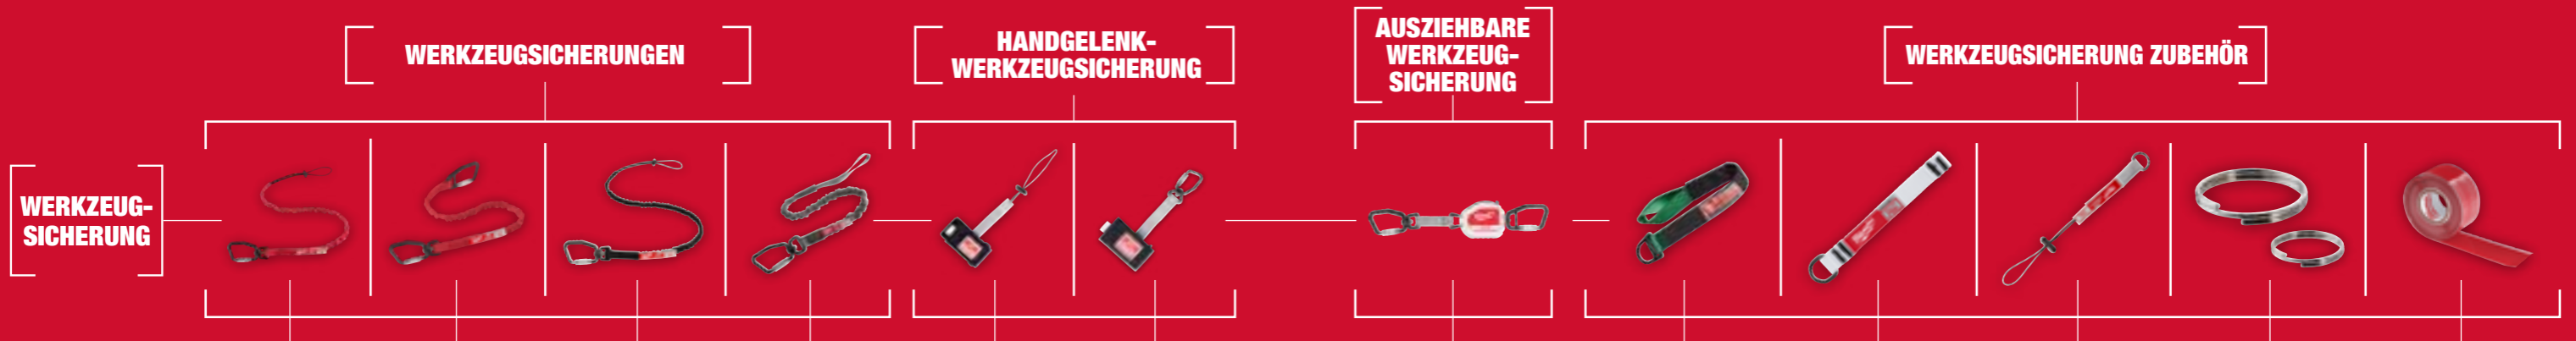 WERKZEUGSICHERUNGEN
HANDGELENK-
WERKZEUGSICHERUNG
AUSZIEHBARE
WERKZEUG-
SICHERUNG
WERKZEUGSICHERUNG ZUBEHÖR
WERKZEUG-
SICHERUNG